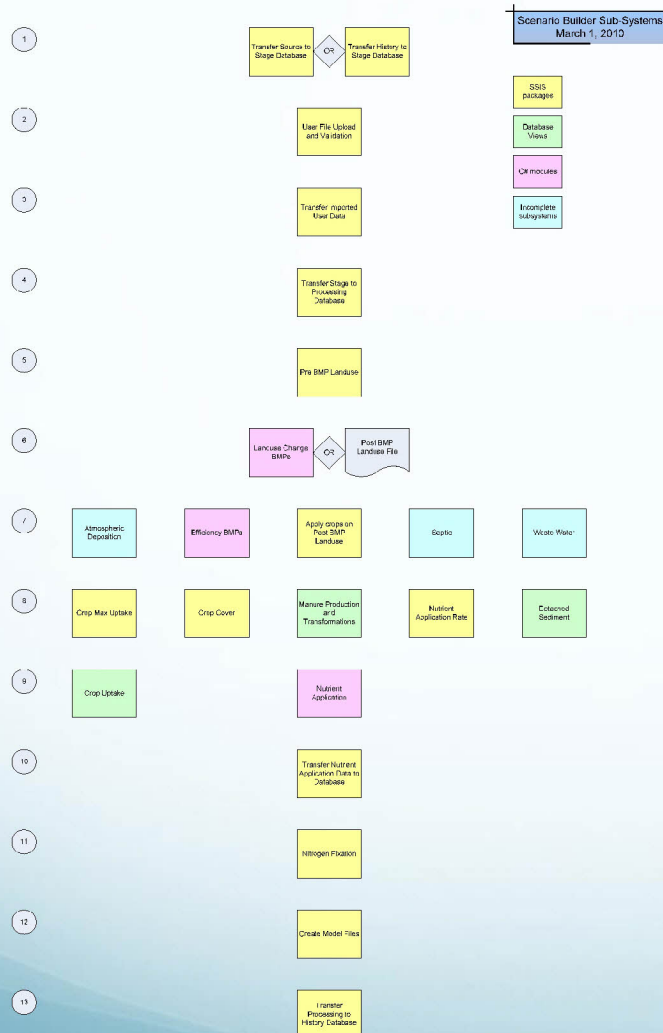 Scenario Builder Sub-Systems
March 1, 2010
1
Transfer Source to
Stage Database
OR
Transfer History to
Stage Database
SSIS
packages
Database
Views
C# modules
Incomplete
subsystems
2
User File Upload
and Validation
3
Transfer Imported
User Data
4
Transfer Stage to
Processing
Database
5
Pre BMP Landuse
6
Landuse Change
BMPs
OR
Post BMP
Landuse File
7
Atmospheric
Deposition
Efficiency BMPs
Apply crops on
Post BMP
Landuse
Septic
Waste Water
8
Crop Max Uptake
Crop Cover
Manure Production
and
Transformations
Nutrient
Application Rate
Detached
Sediment
9
Crop Uptake
Nutrient
Application
10
Transfer Nutrient
Application Data to
Database
11
Nitrogen Fixation
12
Create Model Files
13
Transfer
Processing to
History Database